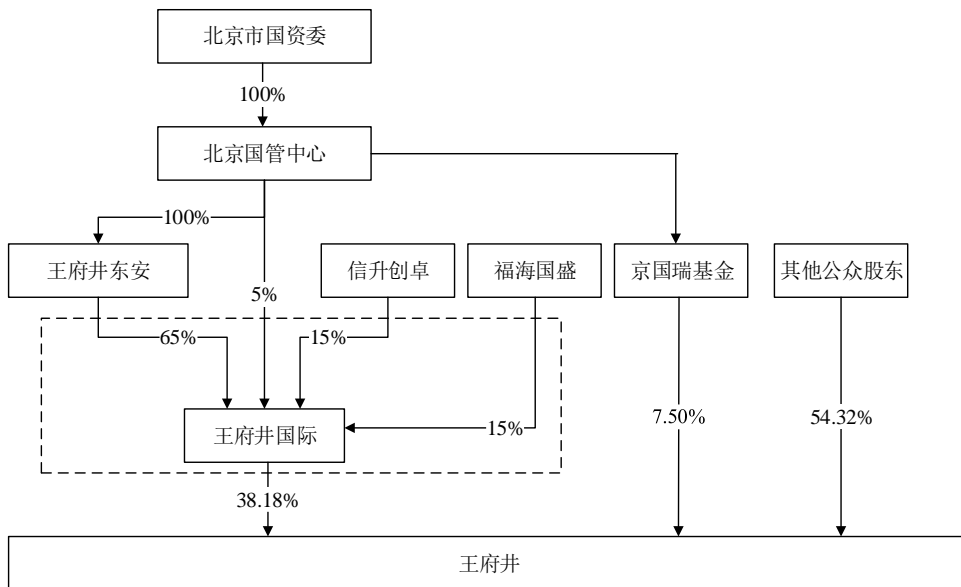 北京市国资委
100%
北京国管中心
100%
王府井东安
信升创卓
福海国盛
京国瑞基金
其他公众股东
5%
65%
15%
王府井国际
15%
7.50%
54.32%
38.18%
王府井